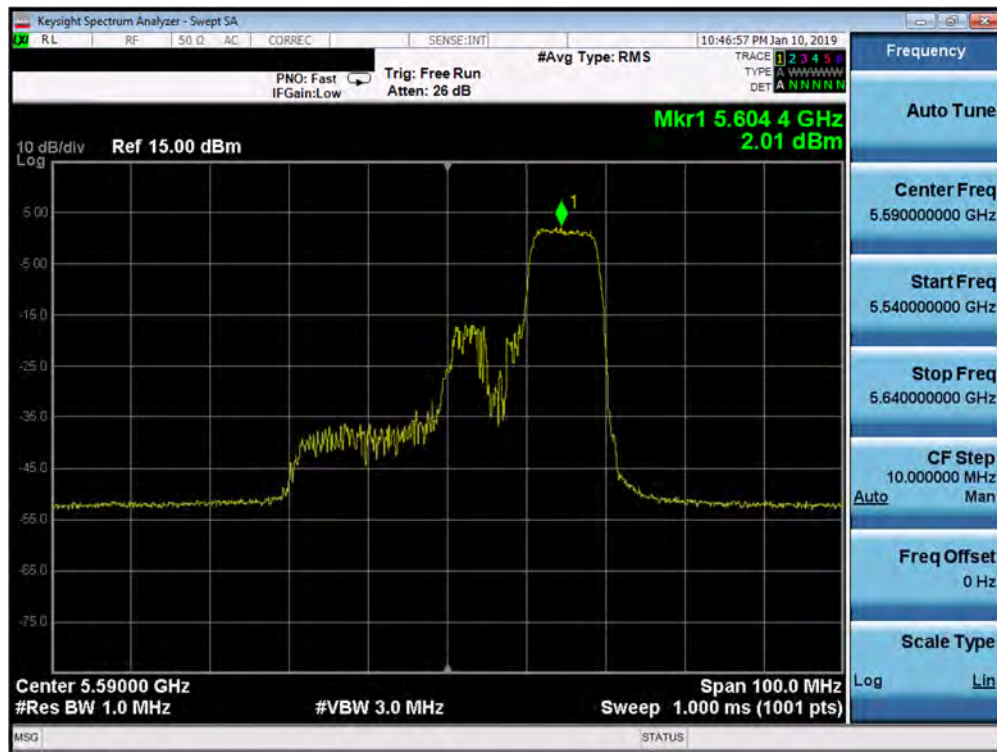 Keysight Spectrum Analyzer - Swept SA
LXI RL RF 50 Ω AC CORREC SENSE:INT 10:46:57 PM Jan 10, 2019
#Avg Type: RMS
TRACE 1 2 3 4 5 6
PNO: Fast Trig: Free Run TYPE A WWWWW
IFGain:Low Atten: 26 dB DET A N N N N N
Mkr1 5.604 4 GHz
2.01 dBm
10 dB/div Ref 15.00 dBm
Log
1
5.00
-5.00
-15.0
-25.0
-35.0
-45.0
-55.0
-65.0
-75.0
Center 5.59000 GHz Span 100.0 MHz
#Res BW 1.0 MHz #VBW 3.0 MHz Sweep 1.000 ms (1001 pts)
MSG STATUS
Frequency
Auto Tune
Center Freq
5.590000000 GHz
Start Freq
5.540000000 GHz
Stop Freq
5.640000000 GHz
CF Step
10.000000 MHz
Auto Man
Freq Offset
0 Hz
Scale Type
Log Lin